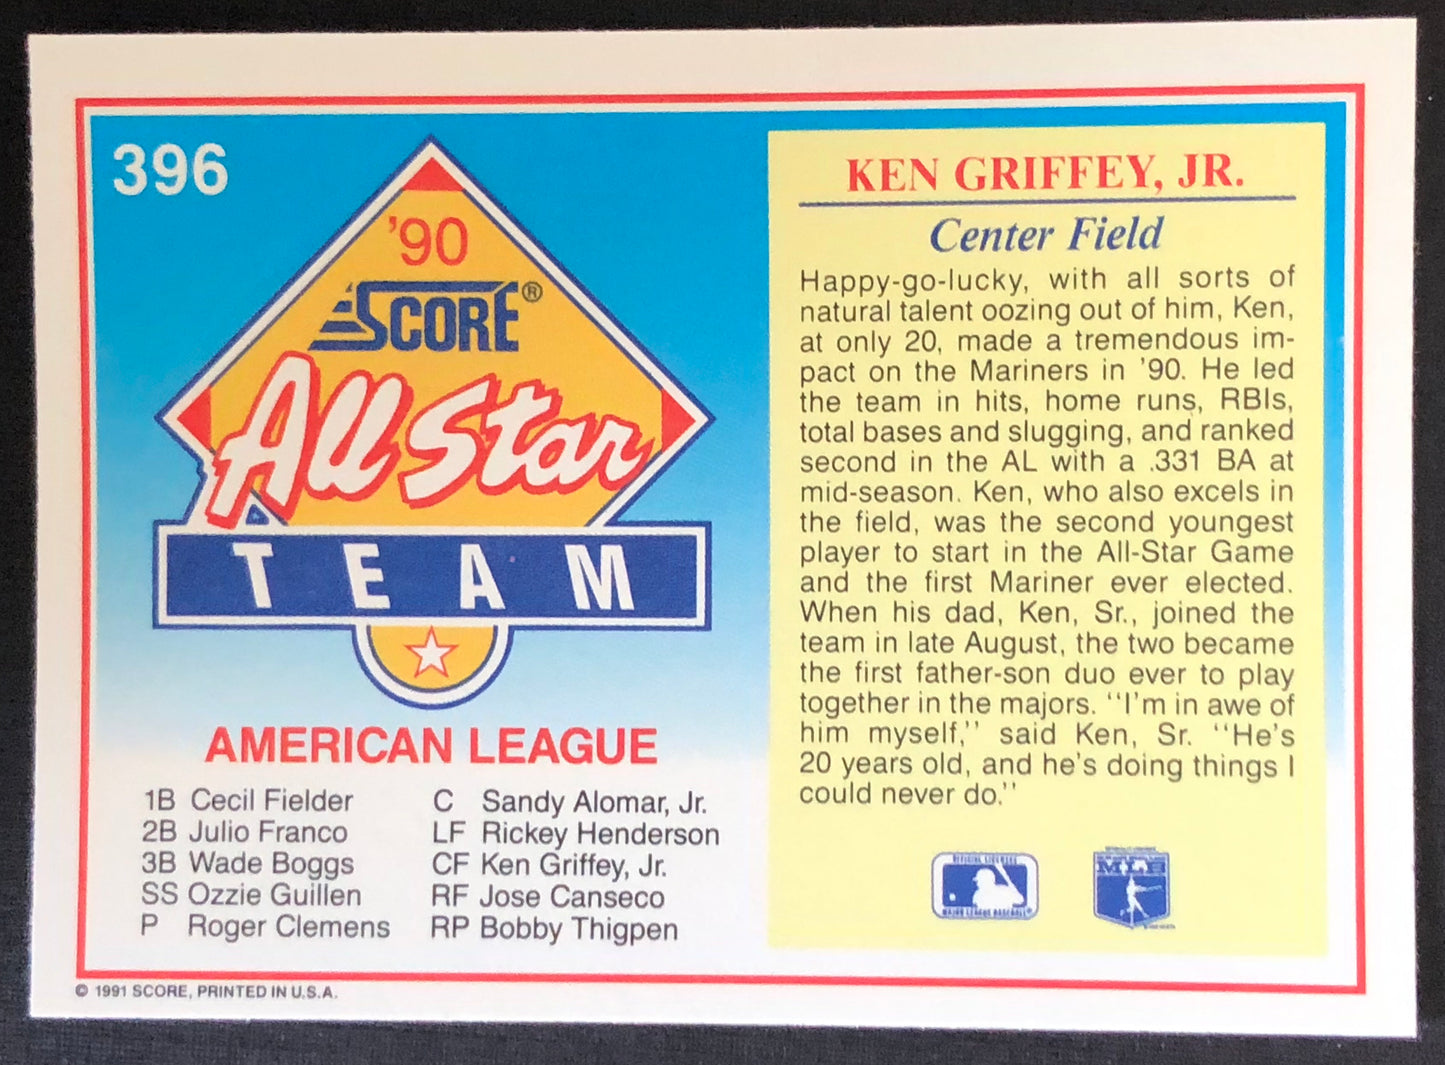 396
'90
SCORE®
All Star
TEAM
AMERICAN LEAGUE
1B Cecil Fielder
2B Julio Franco
3B Wade Boggs
SS Ozzie Guillen
P Roger Clemens
C Sandy Alomar, Jr.
LF Rickey Henderson
CF Ken Griffey, Jr.
RF Jose Canseco
RP Bobby Thigpen
KEN GRIFFEY, JR.
Center Field
Happy-go-lucky, with all sorts of
natural talent oozing out of him, Ken,
at only 20, made a tremendous im-
pact on the Mariners in '90. He led
the team in hits, home runs, RBIs,
total bases and slugging, and ranked
second in the AL with a .331 BA at
mid-season. Ken, who also excels in
the field, was the second youngest
player to start in the All-Star Game
and the first Mariner ever elected.
When his dad, Ken, Sr., joined the
team in late August, the two became
the first father-son duo ever to play
together in the majors. "I'm in awe of
him myself," said Ken, Sr. "He's
20 years old, and he's doing things I
could never do."
OFFICIAL LICENSEE
MAJOR LEAGUE BASEBALL
MLB
© 1991 SCORE, PRINTED IN U.S.A.